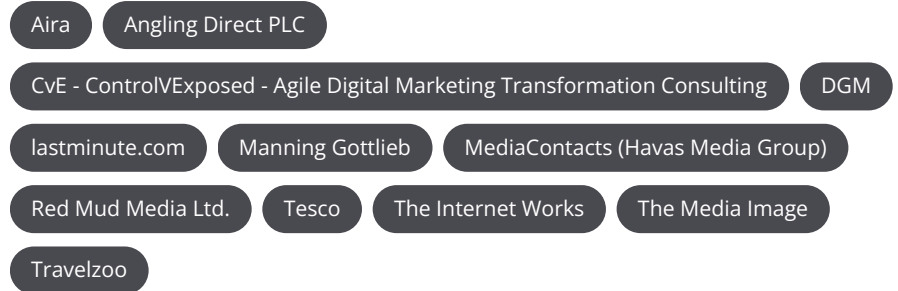 Aira Angling Direct PLC
CvE - ControlVExposed - Agile Digital Marketing Transformation Consulting DGM
lastminute.com Manning Gottlieb MediaContacts (Havas Media Group)
Red Mud Media Ltd. Tesco The Internet Works The Media Image
Travelzoo